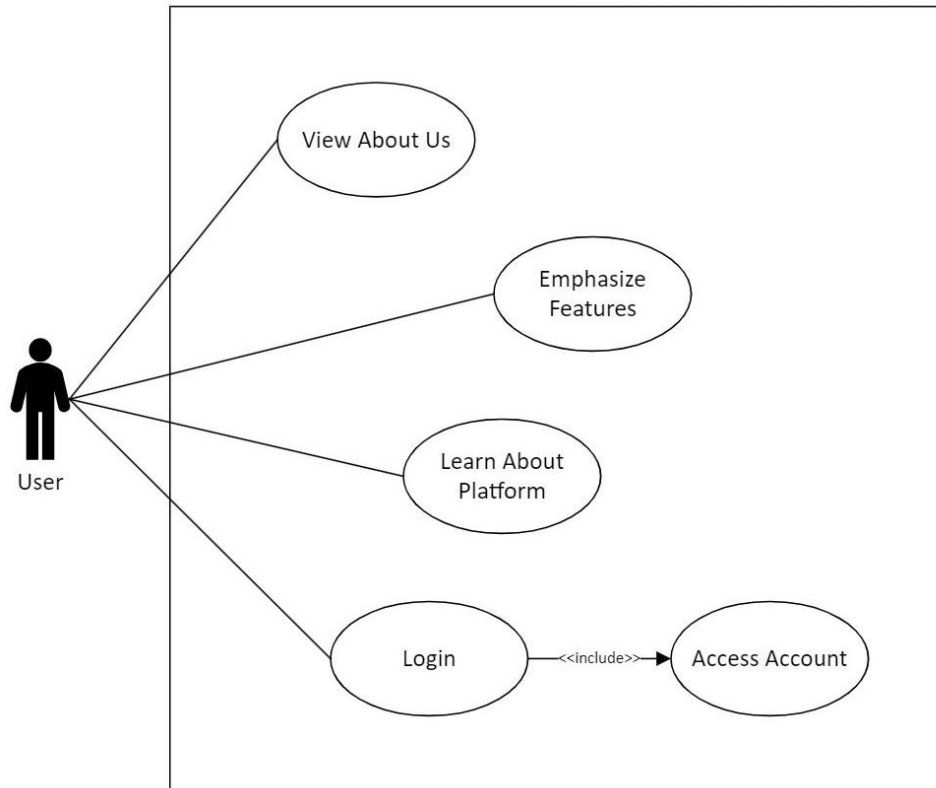 View About Us
Emphasize
Features
Learn About
Platform
User
Login
<<include>>
Access Account